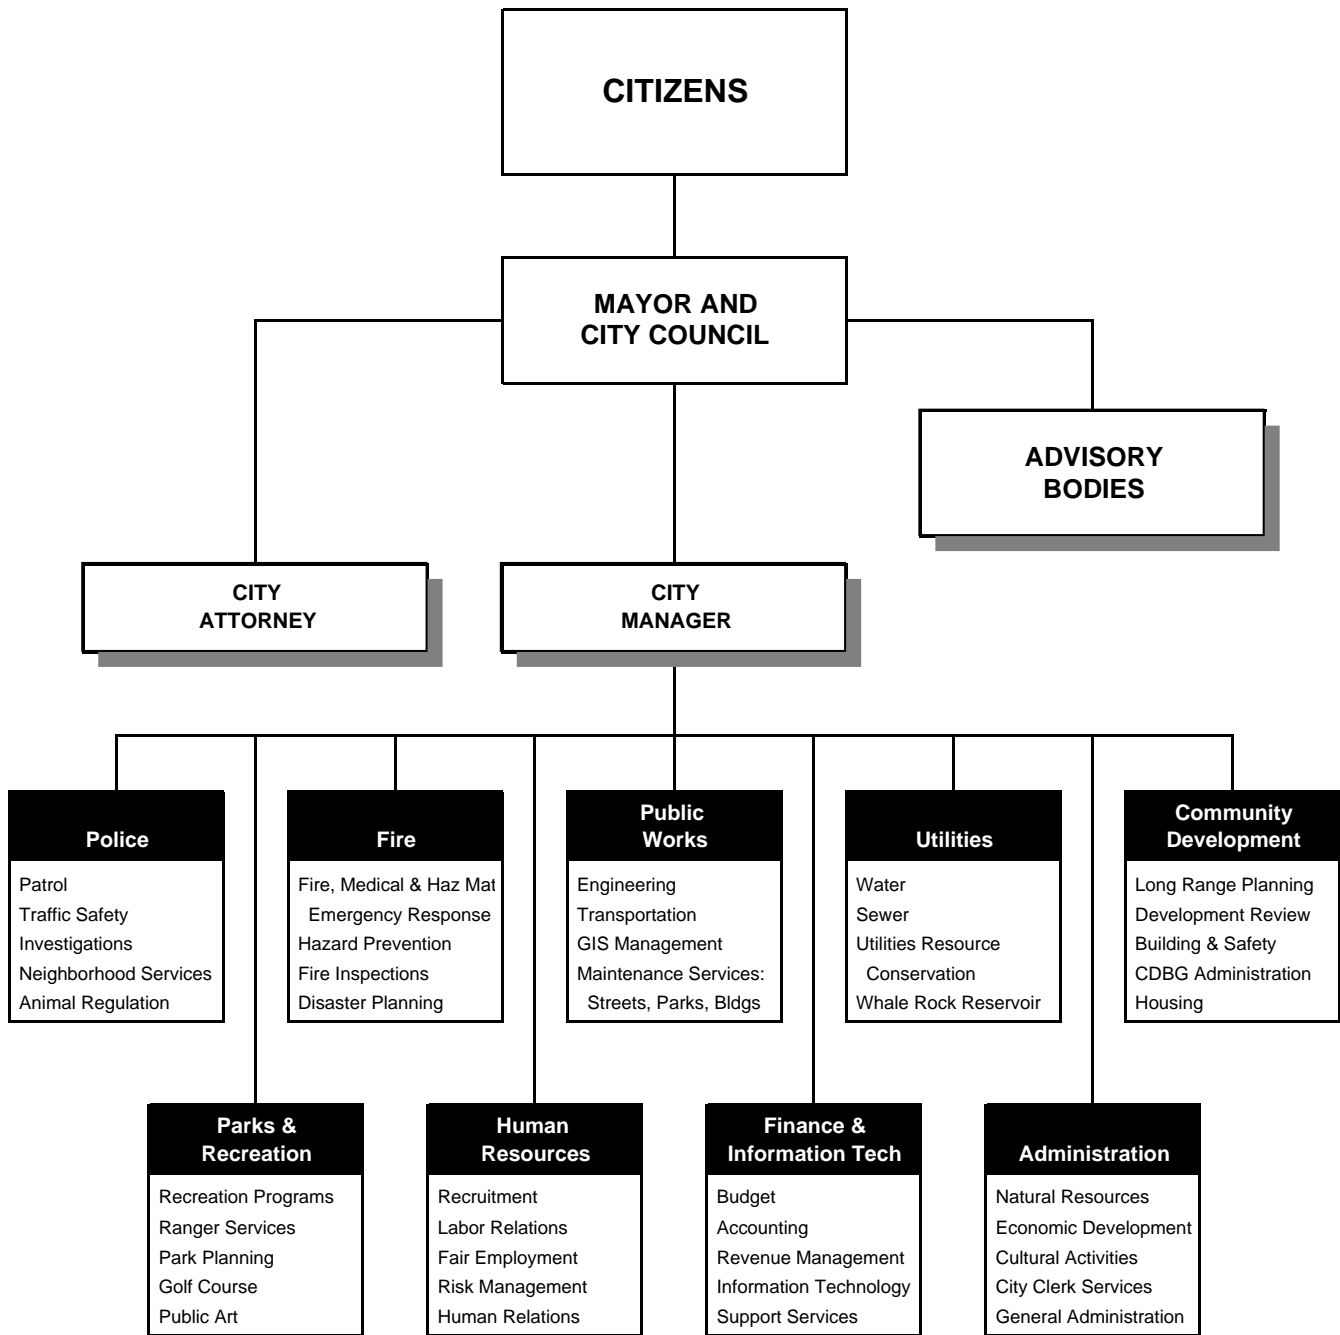 CITIZENS
MAYOR AND
CITY COUNCIL
ADVISORY
BODIES
CITY
ATTORNEY
CITY
MANAGER
Police
Patrol
Traffic Safety
Investigations
Neighborhood Services
Animal Regulation
Fire
Fire, Medical & Haz Mat
Emergency Response
Hazard Prevention
Fire Inspections
Disaster Planning
Public
Works
Engineering
Transportation
GIS Management
Maintenance Services:
Streets, Parks, Bldgs
Utilities
Water
Sewer
Utilities Resource
Conservation
Whale Rock Reservoir
Community
Development
Long Range Planning
Development Review
Building & Safety
CDBG Administration
Housing
Parks &
Recreation
Recreation Programs
Ranger Services
Park Planning
Golf Course
Public Art
Human
Resources
Recruitment
Labor Relations
Fair Employment
Risk Management
Human Relations
Finance &
Information Tech
Budget
Accounting
Revenue Management
Information Technology
Support Services
Administration
Natural Resources
Economic Development
Cultural Activities
City Clerk Services
General Administration